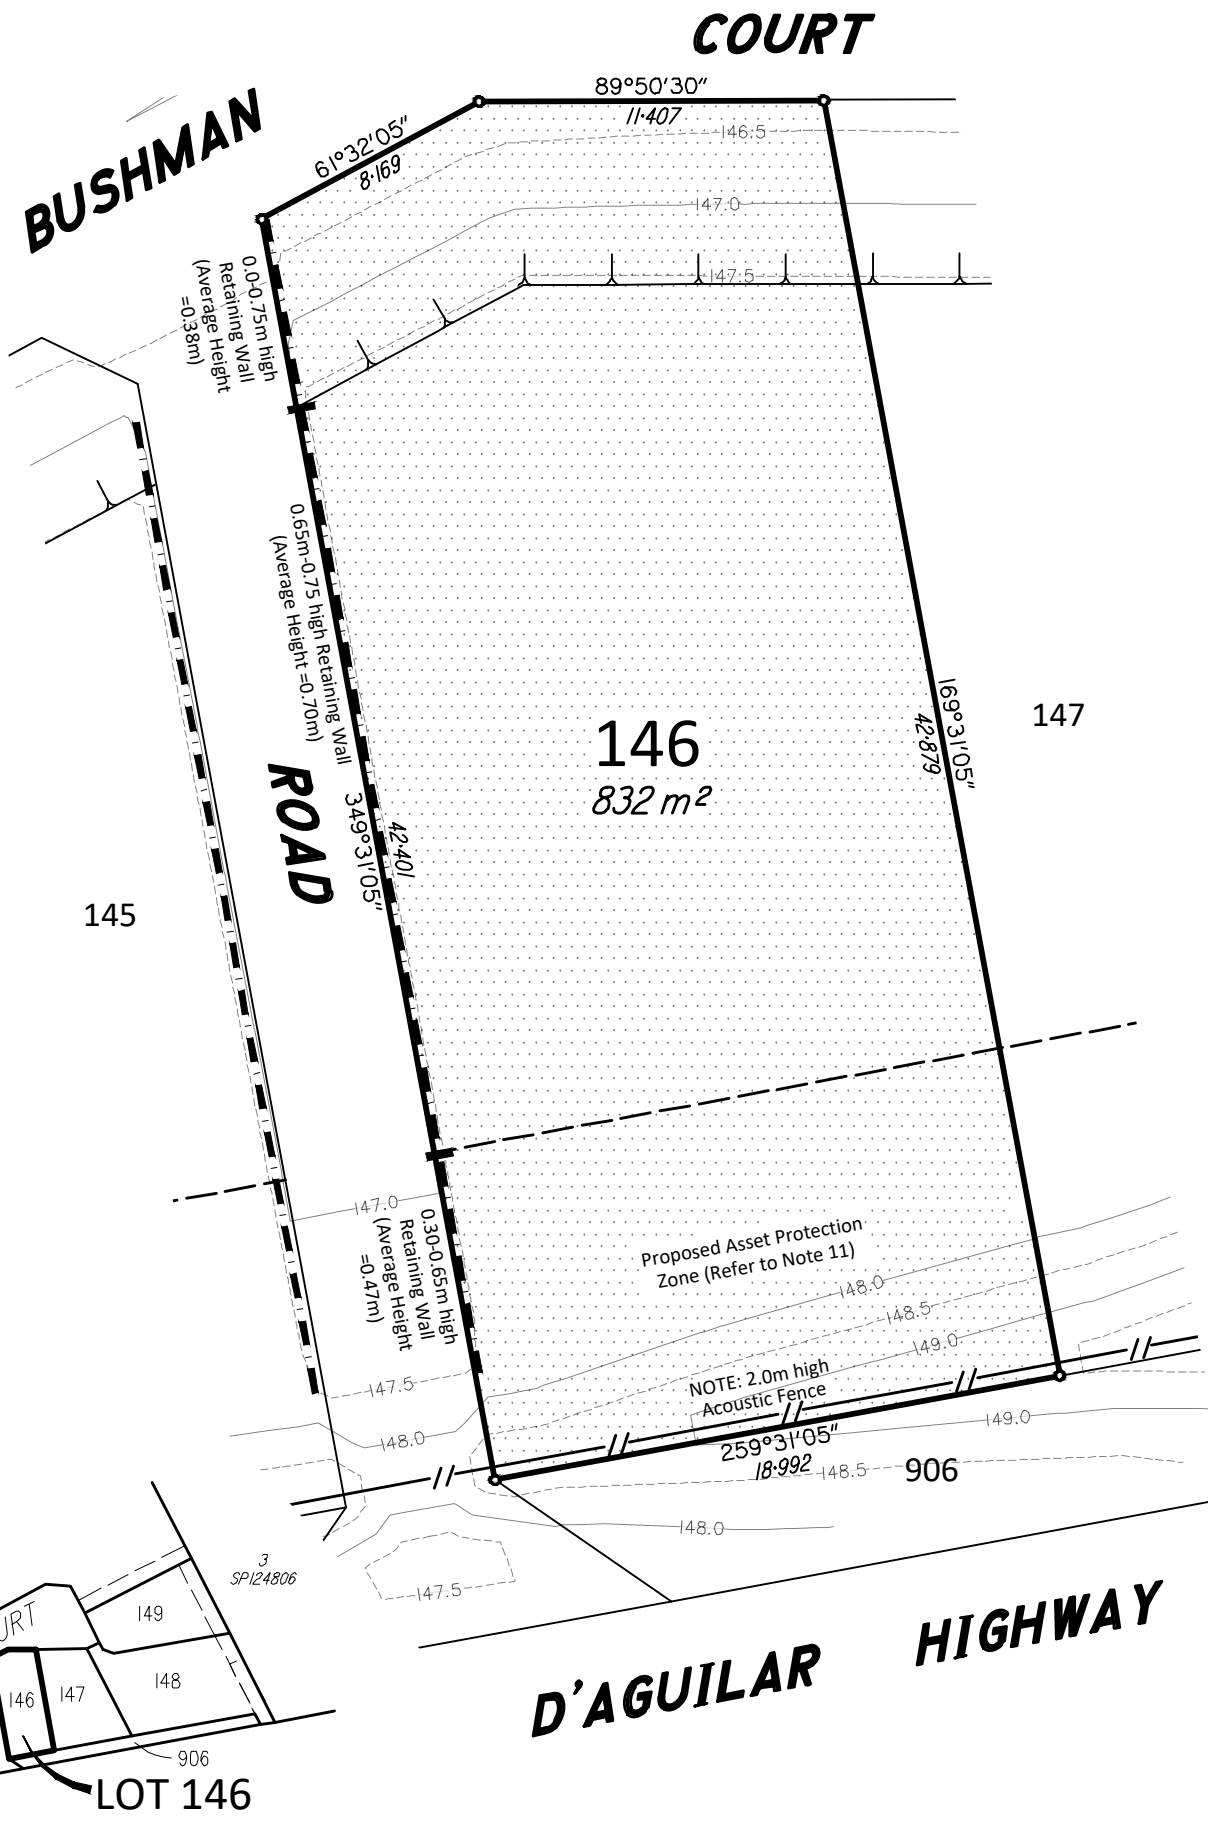 COURT
BUSHMAN
89°50'30"
11·407
61°32'05"
8·169
146.5
147.0
147.5
0.0-0.75m high
Retaining Wall
(Average Height
=0.38m)
0.65m-0.75 high Retaining Wall
(Average Height =0.70m)
ROAD
349°31'05"
42·401
146
832 m²
169°31'05"
42·879
147
145
147.0
0.30-0.65m high
Retaining Wall
(Average Height
=0.47m)
Proposed Asset Protection
Zone (Refer to Note 11)
148.0
148.5
149.0
147.5
148.0
NOTE: 2.0m high
Acoustic Fence
259°31'05"
18·992
149.0
148.5
906
148.0
147.5
3
SP124806
URT
149
148
147
146
906
LOT 146
D'AGUILAR HIGHWAY